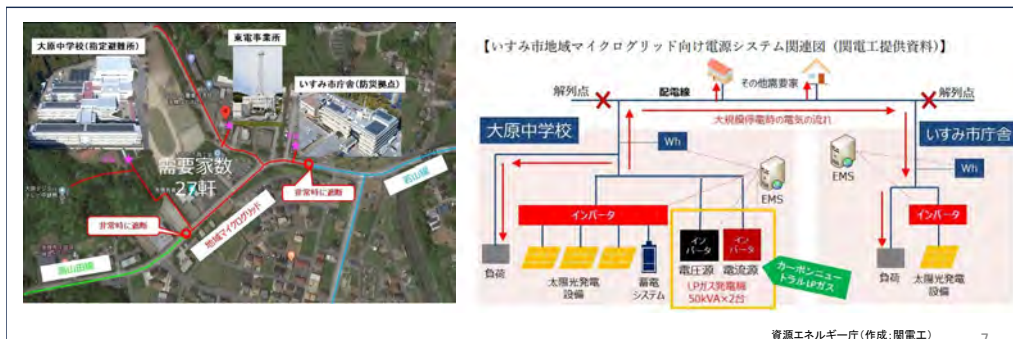 大原中学校(指定避難所)
東電事業所
いすみ市庁舎(防災拠点)
需要家数
27軒
非常時に遮断
非常時に遮断
地域マイクログリッド
【いすみ市地域マイクログリッド向け電源システム関連図 (関電工提供資料)】
解列点
配電線
その他需要家
解列点
大規模停電時の電気の流れ
大原中学校
いすみ市庁舎
Wh
EMS
EMS
Wh
インバータ
インバータ
イン
バータ
イン
バータ
負荷
太陽光発電
設備
蓄電
システム
電圧源
電流源
LPガス発電機
50kVA×2台
カーボンニュー
トラルLPガス
負荷
太陽光発電
設備
資源エネルギー庁(作成:関電工)
7